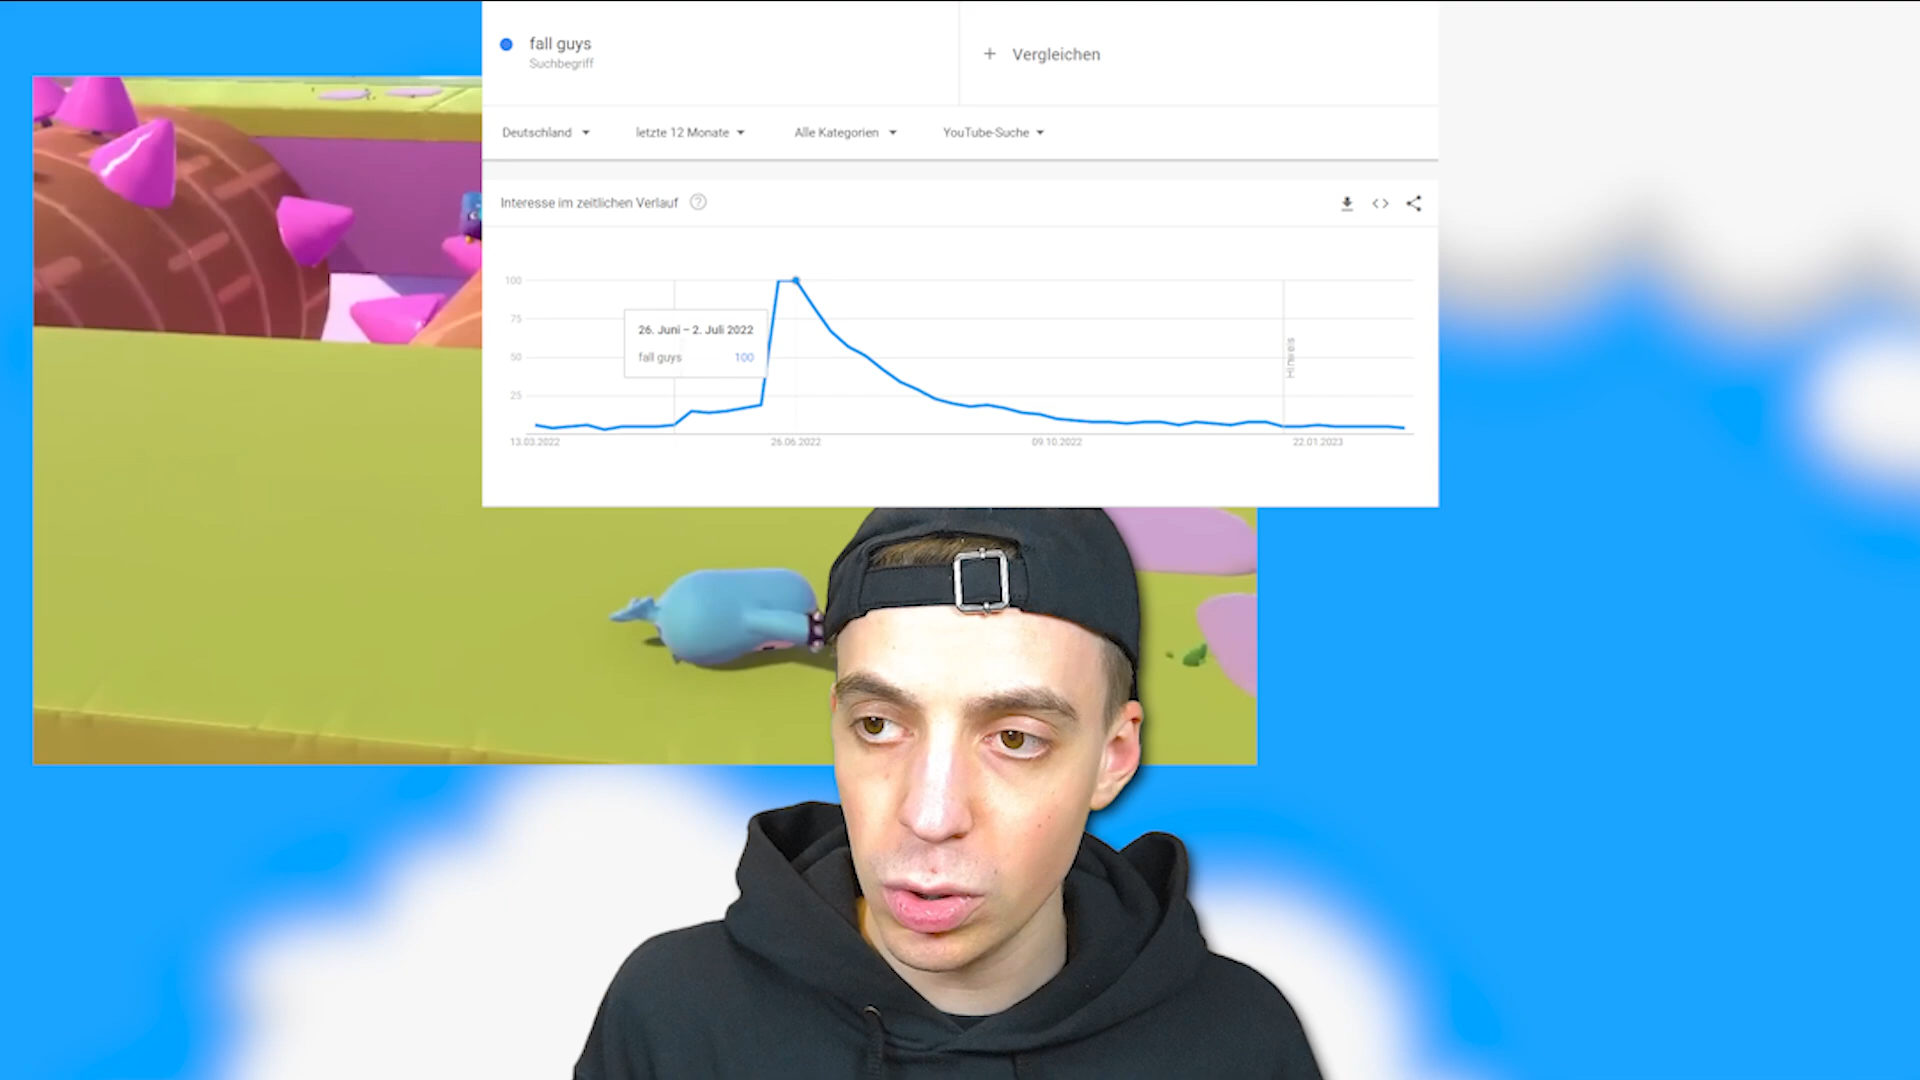 fall guys
Suchbegriff
+ Vergleichen
Deutschland
letzte 12 Monate
Alle Kategorien
YouTube-Suche
Interesse im zeitlichen Verlauf
100
75
50
25
26. Juni – 2. Juli 2022
fall guys 100
Hinweis
13.03.2022
26.06.2022
09.10.2022
22.01.2023